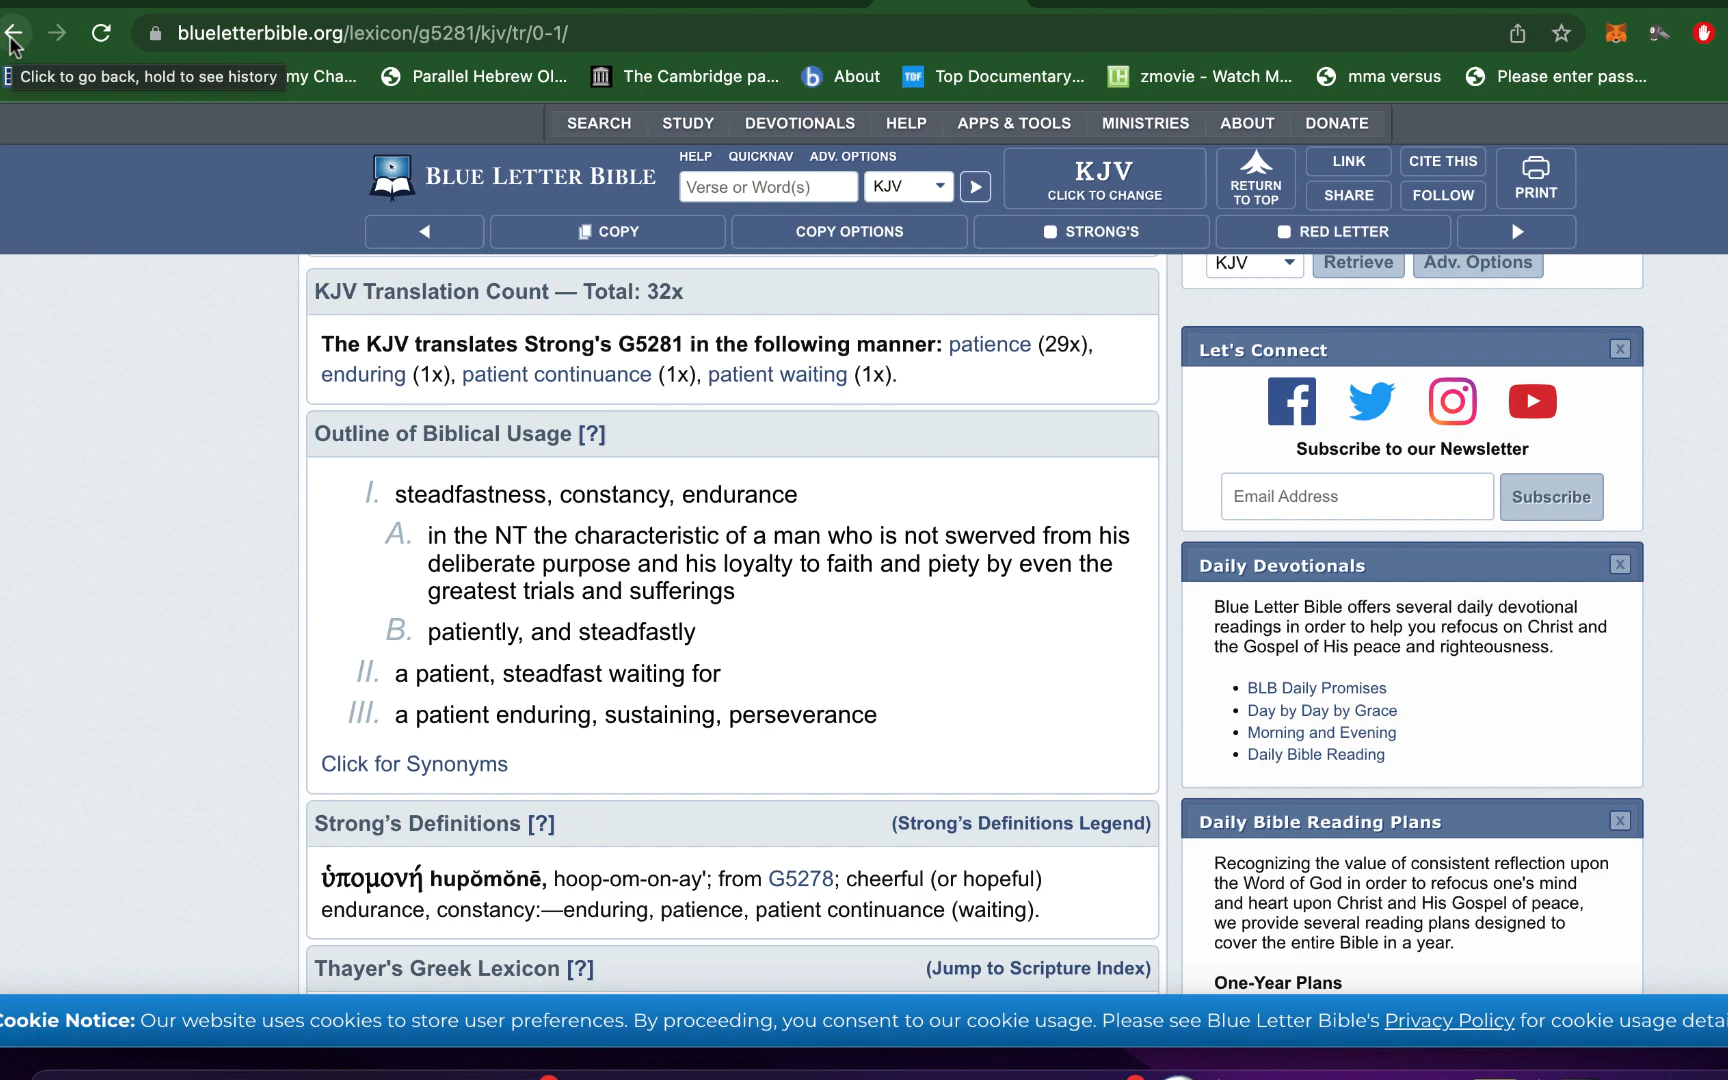 blueletterbible.org/lexicon/g5281/kjv/tr/0-1/
Click to go back, hold to see history
my Cha...
Parallel Hebrew Ol...
The Cambridge pa...
b
About
TDF
Top Documentary...
zmovie - Watch M...
mma versus
Please enter pass...
SEARCH STUDY DEVOTIONALS HELP APPS & TOOLS MINISTRIES ABOUT DONATE
BLUE LETTER BIBLE
HELP QUICKNAV ADV. OPTIONS
Verse or Word(s)
KJV
KJV
CLICK TO CHANGE
RETURN
TO TOP
LINK
CITE THIS
SHARE
FOLLOW
PRINT
COPY
COPY OPTIONS
STRONG'S
RED LETTER
KJV Translation Count — Total: 32x
The KJV translates Strong's G5281 in the following manner: patience (29x),
enduring (1x), patient continuance (1x), patient waiting (1x).
Outline of Biblical Usage [?]
I. steadfastness, constancy, endurance
A. in the NT the characteristic of a man who is not swerved from his
deliberate purpose and his loyalty to faith and piety by even the
greatest trials and sufferings
B. patiently, and steadfastly
II. a patient, steadfast waiting for
III. a patient enduring, sustaining, perseverance
Click for Synonyms
Strong's Definitions [?]
(Strong's Definitions Legend)
ὑπομονή hupŏmŏnē, hoop-om-on-ay'; from G5278; cheerful (or hopeful)
endurance, constancy:—enduring, patience, patient continuance (waiting).
Thayer's Greek Lexicon [?]
(Jump to Scripture Index)
KJV
Retrieve
Adv. Options
Let's Connect
x
Subscribe to our Newsletter
Email Address
Subscribe
Daily Devotionals
x
Blue Letter Bible offers several daily devotional
readings in order to help you refocus on Christ and
the Gospel of His peace and righteousness.
• BLB Daily Promises
• Day by Day by Grace
• Morning and Evening
• Daily Bible Reading
Daily Bible Reading Plans
x
Recognizing the value of consistent reflection upon
the Word of God in order to refocus one's mind
and heart upon Christ and His Gospel of peace,
we provide several reading plans designed to
cover the entire Bible in a year.
One-Year Plans
Cookie Notice: Our website uses cookies to store user preferences. By proceeding, you consent to our cookie usage. Please see Blue Letter Bible's Privacy Policy for cookie usage detai